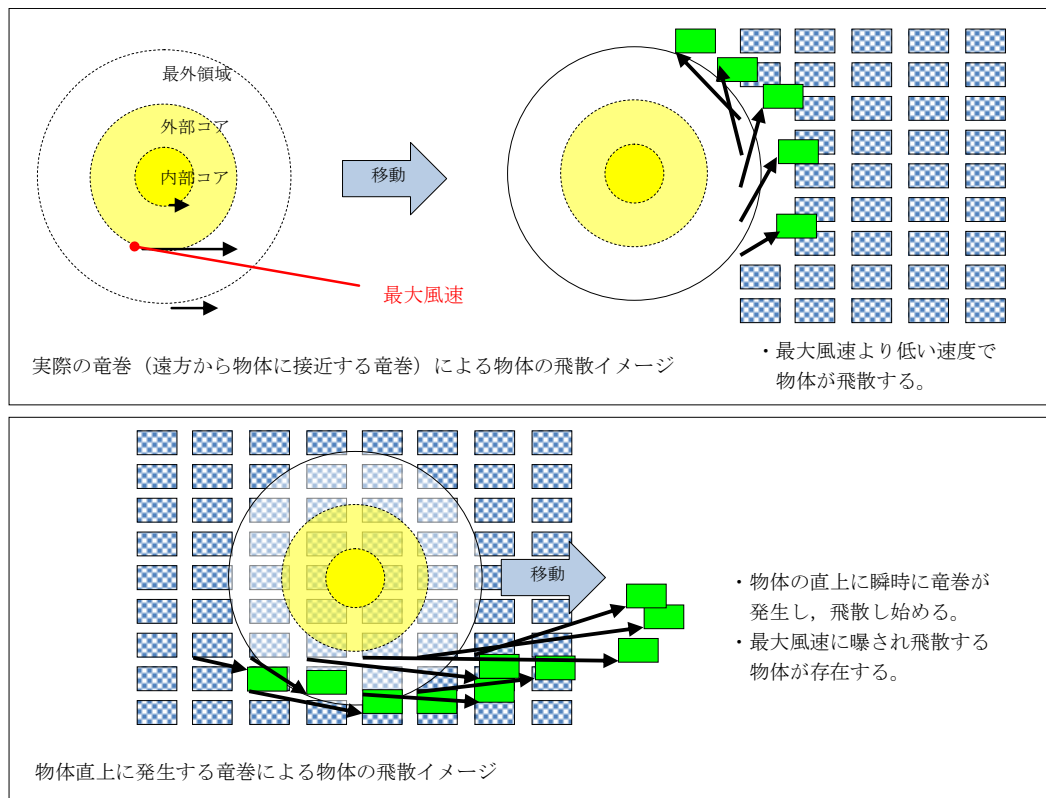 最外領域
外部コア
内部コア
移動
最大風速
実際の竜巻（遠方から物体に接近する竜巻）による物体の飛散イメージ
・最大風速より低い速度で
物体が飛散する。
移動
・物体の直上に瞬時に竜巻が
発生し，飛散し始める。
・最大風速に曝され飛散する
物体が存在する。
物体直上に発生する竜巻による物体の飛散イメージ